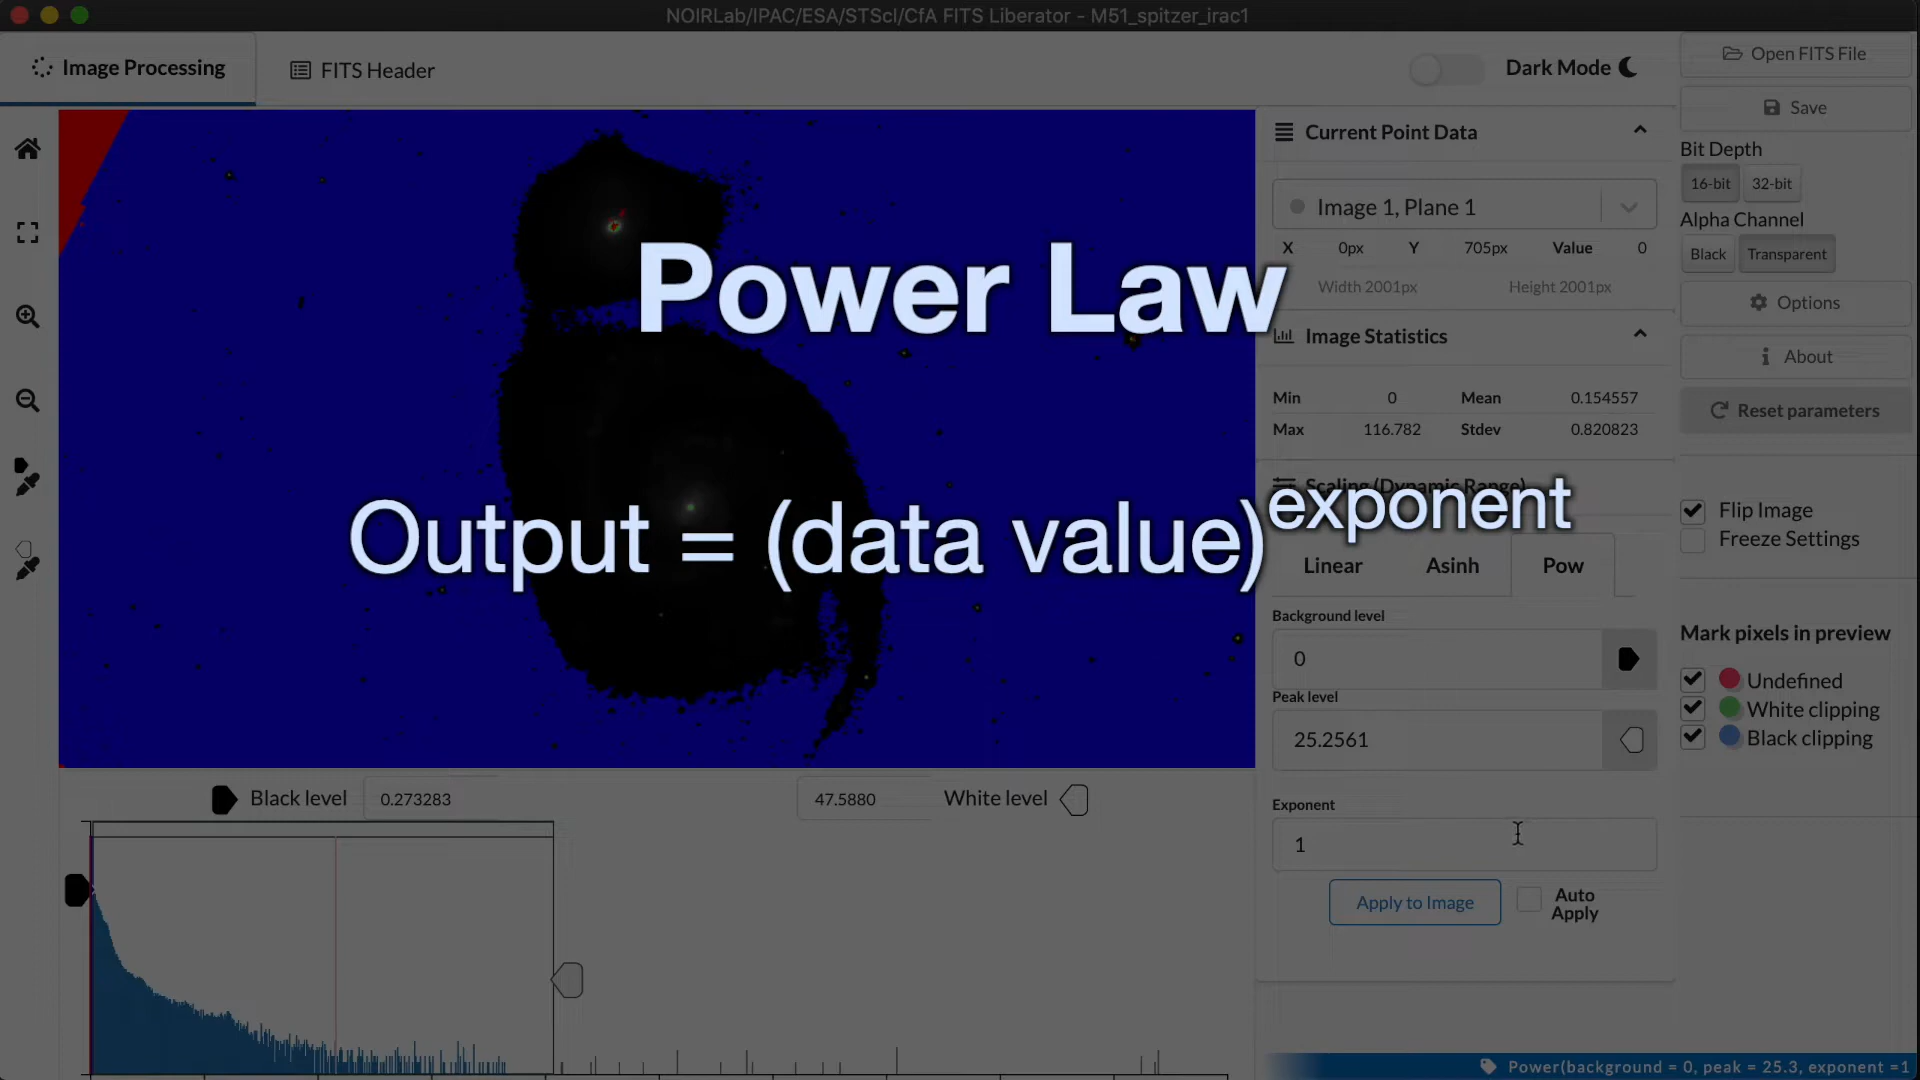 NOIRLab/IPAC/ESA/STScI/CfA FITS Liberator - M51_spitzer_irac1
Image Processing
FITS Header
Dark Mode
Open FITS File
Save
Bit Depth
16-bit 32-bit
Alpha Channel
Black Transparent
Options
About
Reset parameters
Flip Image
Freeze Settings
Mark pixels in preview
Undefined
White clipping
Black clipping
Current Point Data
Image 1, Plane 1
X 0px Y 705px Value 0
Width 2001px Height 2001px
Image Statistics
Min 0 Mean 0.154557
Max 116.782 Stdev 0.820823
Scaling (Dynamic Range)
Linear Asinh Pow
Background level
0
Peak level
25.2561
Exponent
1
Apply to Image
Auto
Apply
Power Law
Output = (data value)^exponent
Black level 0.273283
47.5880 White level
Power(background = 0, peak = 25.3, exponent =1